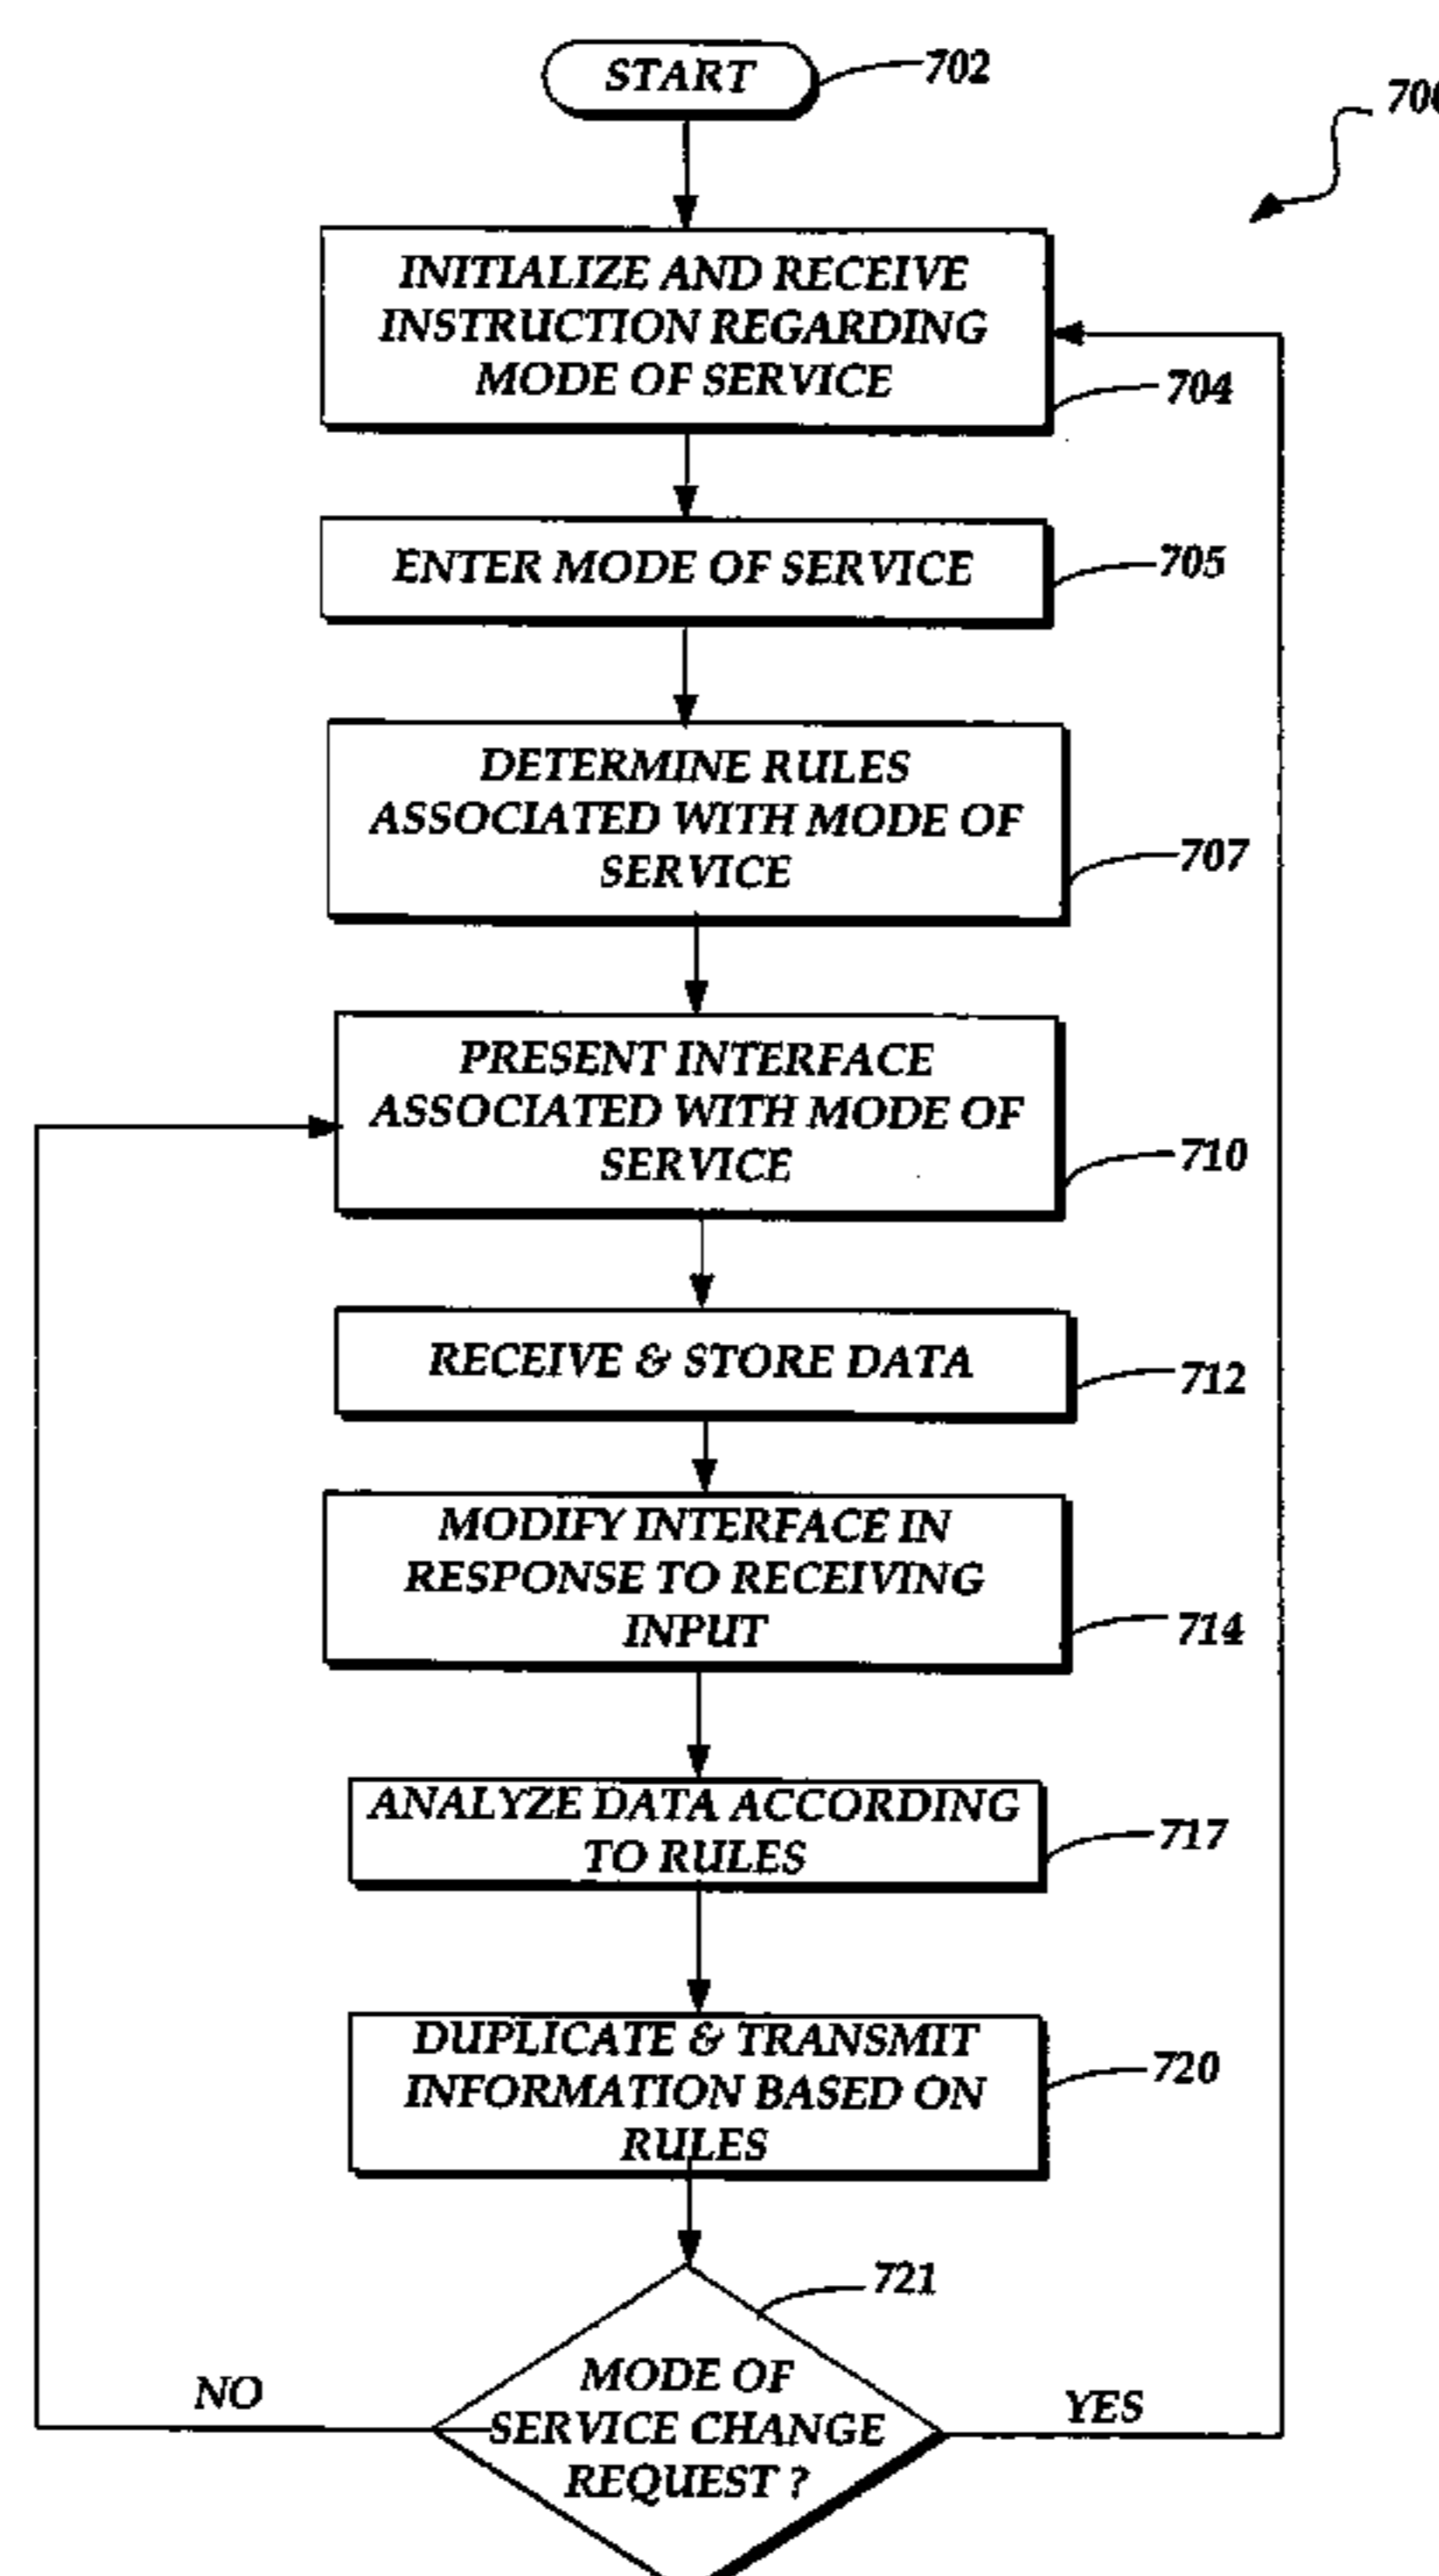 START
702
700
INITIALIZE AND RECEIVE
INSTRUCTION REGARDING
MODE OF SERVICE
704
ENTER MODE OF SERVICE
705
DETERMINE RULES
ASSOCIATED WITH MODE OF
SERVICE
707
PRESENT INTERFACE
ASSOCIATED WITH MODE OF
SERVICE
710
RECEIVE & STORE DATA
712
MODIFY INTERFACE IN
RESPONSE TO RECEIVING
INPUT
714
ANALYZE DATA ACCORDING
TO RULES
717
DUPLICATE & TRANSMIT
INFORMATION BASED ON
RULES
720
721
MODE OF
SERVICE CHANGE
REQUEST ?
NO
YES